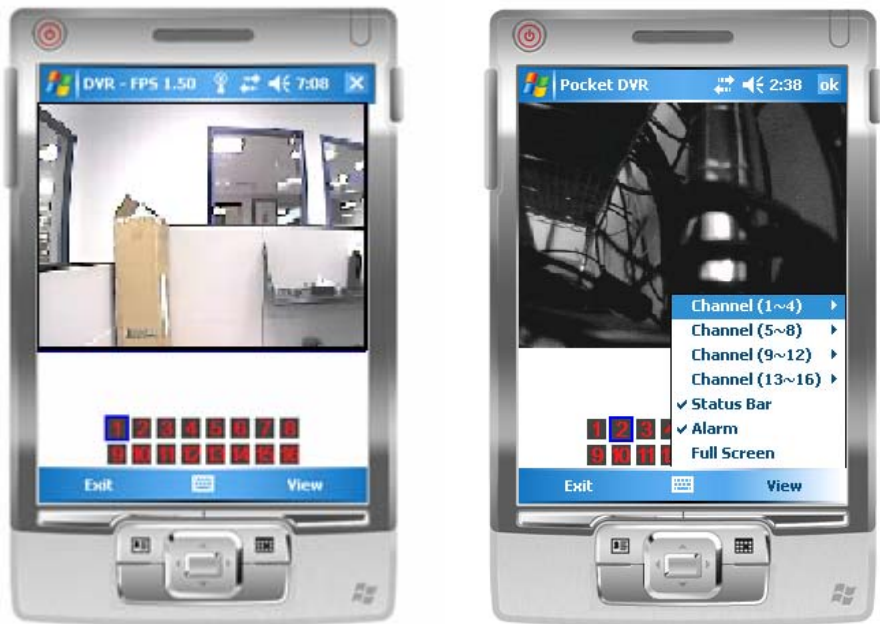 DVR - FPS 1.50 7:08
1 2 3 4 5 6 7 8
9 10 11 12 13 14 15 16
Exit View
Pocket DVR 2:38 ok
Channel (1~4)
Channel (5~8)
Channel (9~12)
Channel (13~16)
Status Bar
Alarm
Full Screen
1 2 3
9 10 11
Exit View